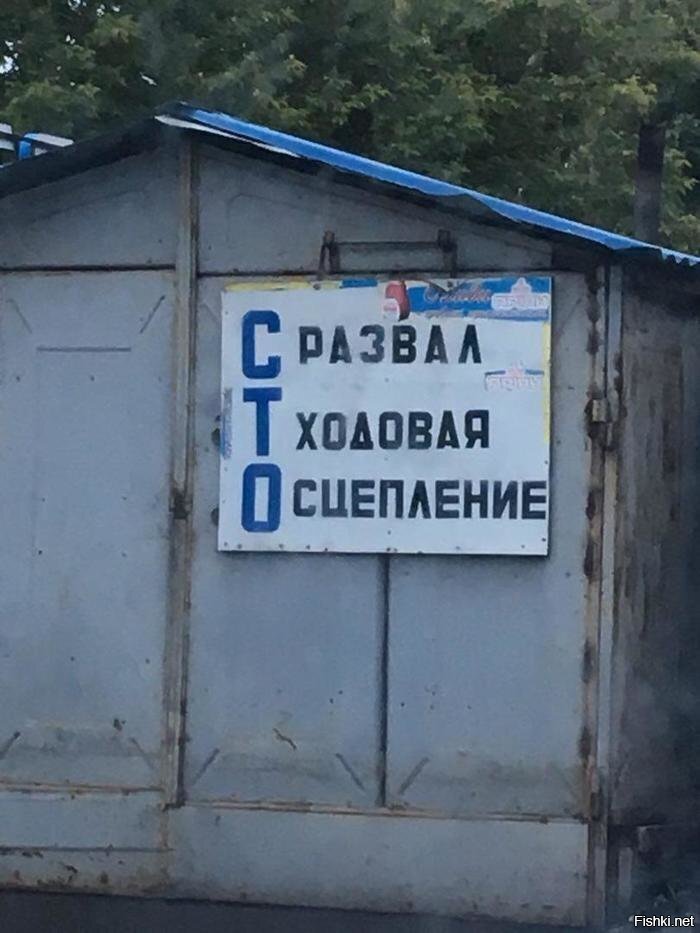 С РАЗВАЛ
Т ХОДОВАЯ
О СЦЕПЛЕНИЕ
Fishki.net